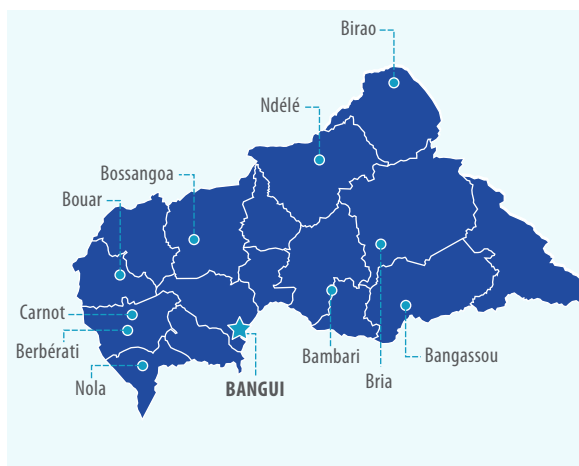 Birao
Ndélé
Bossangoa
Bouar
Carnot
Berbérati
Nola
BANGUI
Bambari
Bria
Bangassou